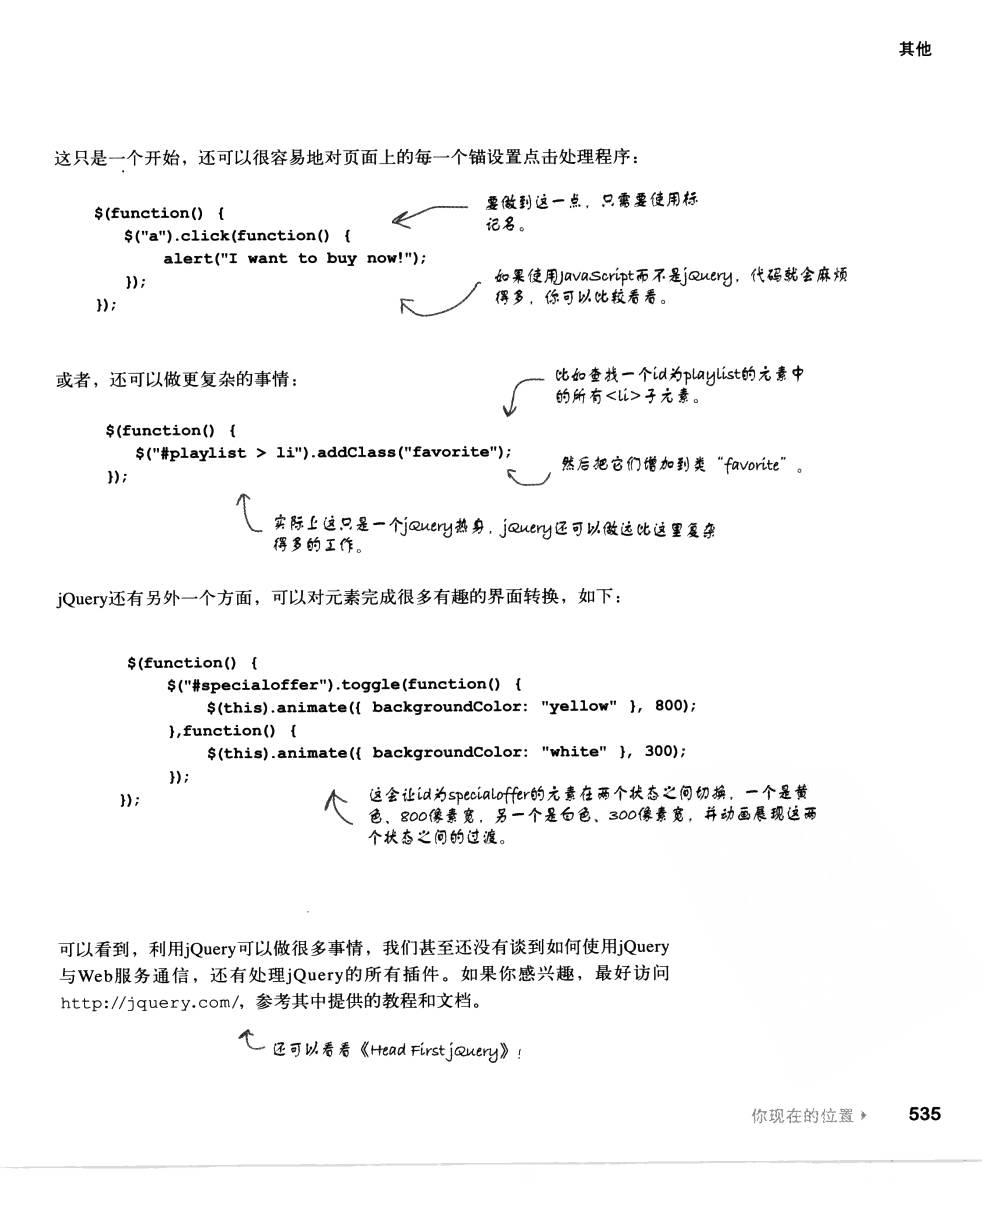 其他
这只是一个开始，还可以很容易地对页面上的每一个锚设置点击处理程序：
$(function() {
$("a").click(function() {
alert("I want to buy now!");
});
});
要做到这一点，只需要使用标
记名。
如果使用JavaScript而不是jQuery，代码就会麻烦
得多，你可以比较看看。
或者，还可以做更复杂的事情：
比如查找一个id为playlist的元素中
的所有<li>子元素。
$(function() {
$("#playlist > li").addClass("favorite");
});
然后把它们增加到类“favorite”。
实际上这只是一个jQuery热身，jQuery还可以做远比这里复杂
得多的工作。
jQuery还有另外一个方面，可以对元素完成很多有趣的界面转换，如下：
$(function() {
$("#specialoffer").toggle(function() {
$(this).animate({ backgroundColor: "yellow" }, 800);
},function() {
$(this).animate({ backgroundColor: "white" }, 300);
});
});
这会让id为specialoffer的元素在两个状态之间切换，一个是黄
色、800像素宽，另一个是白色、300像素宽，并动画展现这两
个状态之间的过渡。
可以看到，利用jQuery可以做很多事情，我们甚至还没有谈到如何使用jQuery
与Web服务通信，还有处理jQuery的所有插件。如果你感兴趣，最好访问
http://jquery.com/，参考其中提供的教程和文档。
还可以看看《Head First jQuery》！
你现在的位置 535